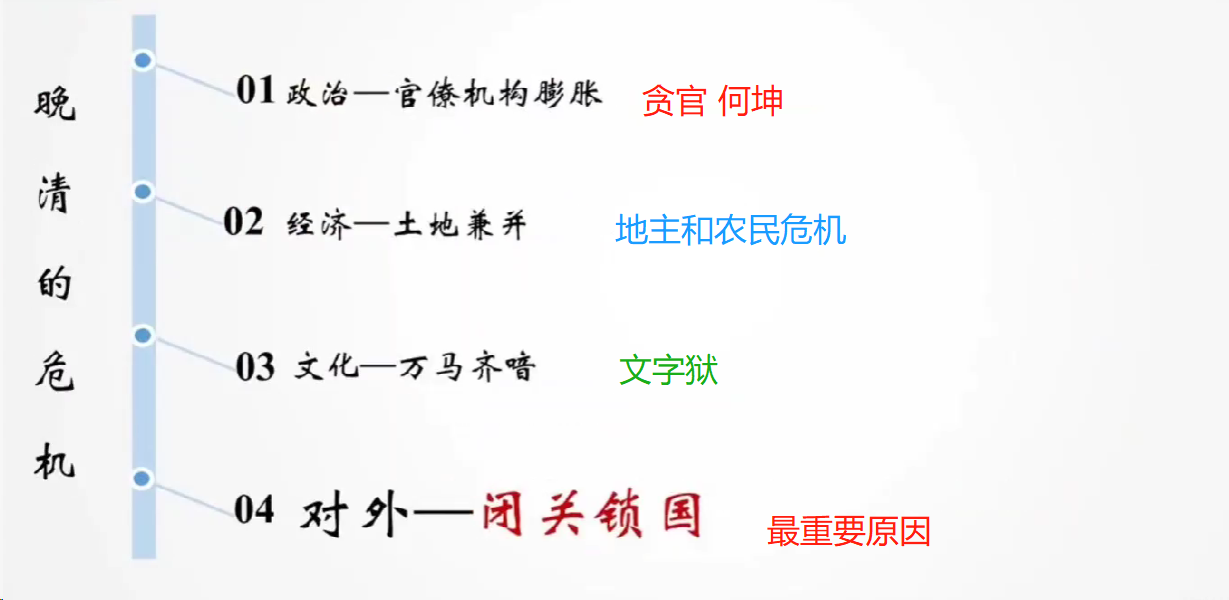 晚清的危机
01 政治—官僚机构膨胀 贪官 何坤
02 经济—土地兼并 地主和农民危机
03 文化—万马齐喑 文字狱
04 对外—闭关锁国 最重要原因